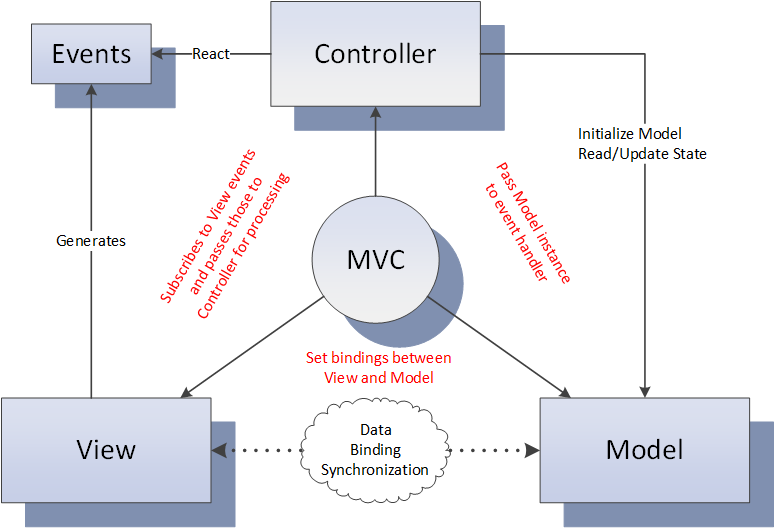 Events
React
Controller
Initialize Model
Read/Update State
Subscribes to View events
and passes those to
Controller for processing
Pass Model instance
to event handler
Generates
MVC
Set bindings between
View and Model
View
Data
Binding
Synchronization
Model